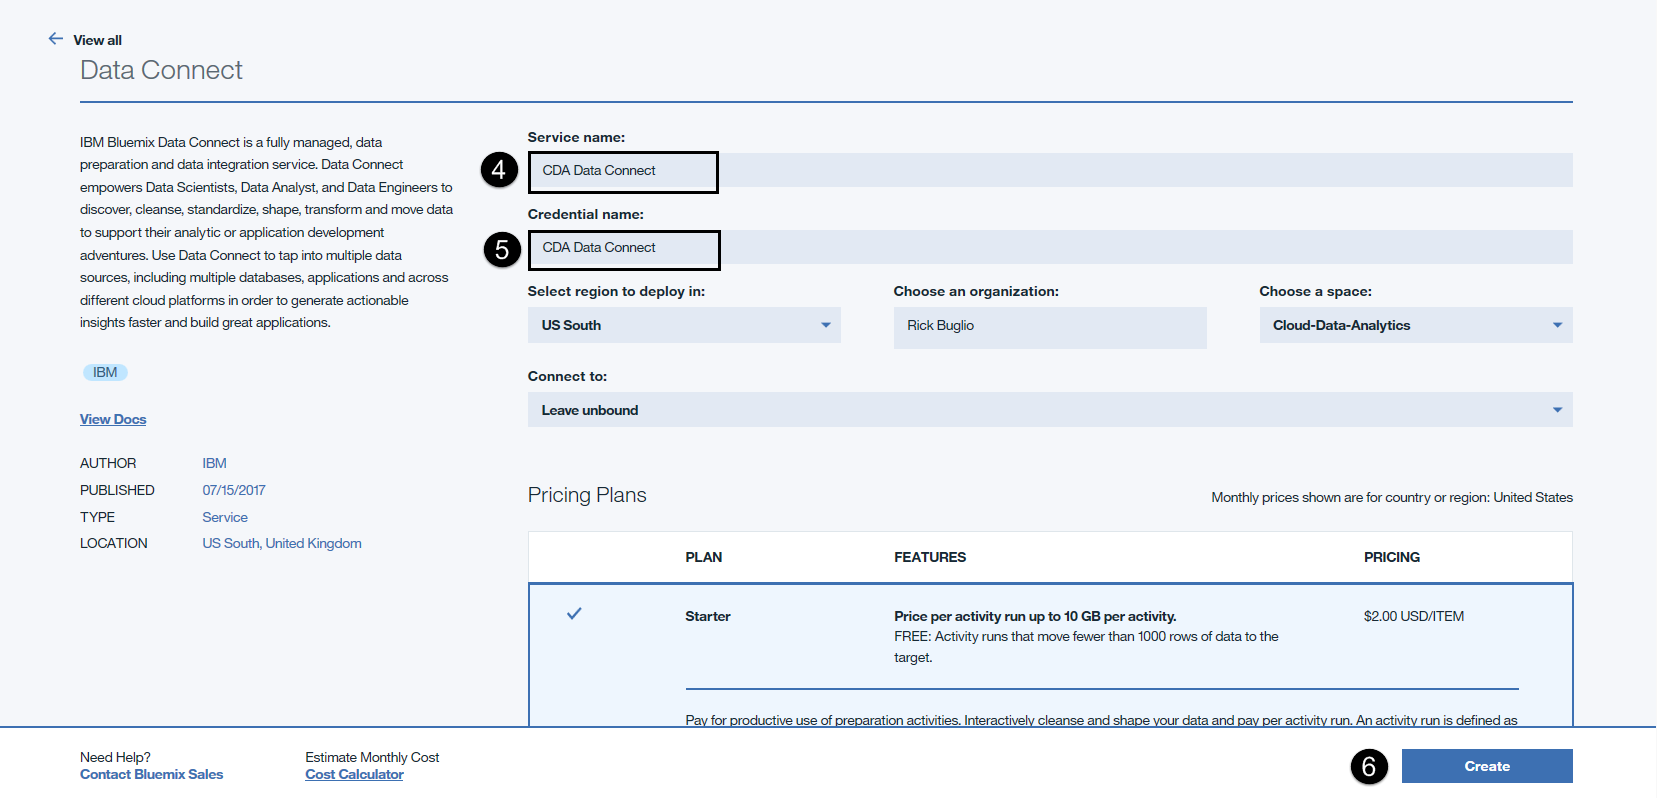 View all
Data Connect
IBM Bluemix Data Connect is a fully managed, data
preparation and data integration service. Data Connect
empowers Data Scientists, Data Analyst, and Data Engineers to
discover, cleanse, standardize, shape, transform and move data
to support their analytic or application development
adventures. Use Data Connect to tap into multiple data
sources, including multiple databases, applications and across
different cloud platforms in order to generate actionable
insights faster and build great applications.
IBM
View Docs
AUTHOR IBM
PUBLISHED 07/15/2017
TYPE Service
LOCATION US South, United Kingdom
Service name:
4 CDA Data Connect
Credential name:
5 CDA Data Connect
Select region to deploy in: Choose an organization: Choose a space:
US South Rick Buglio Cloud-Data-Analytics
Connect to:
Leave unbound
Pricing Plans Monthly prices shown are for country or region: United States
PLAN FEATURES PRICING
Starter Price per activity run up to 10 GB per activity. $2.00 USD/ITEM
FREE: Activity runs that move fewer than 1000 rows of data to the
target.
Pay for productive use of preparation activities. Interactively cleanse and shape your data and pay per activity run. An activity run is defined as
Need Help? Estimate Monthly Cost
Contact Bluemix Sales Cost Calculator
6 Create